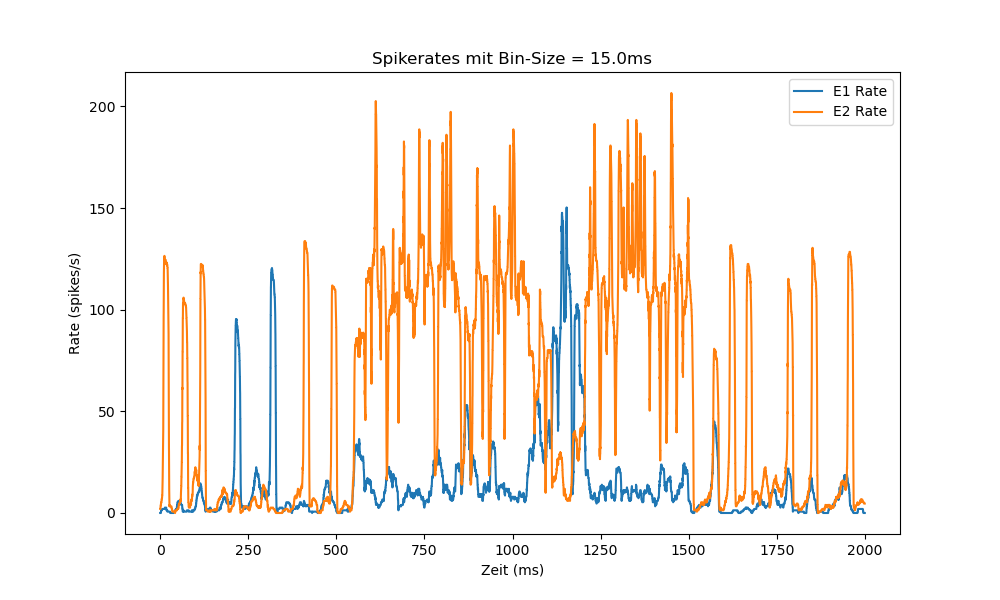 Spikerates mit Bin-Size = 15.0ms
E1 Rate
E2 Rate
Rate (spikes/s)
200
150
100
50
0
0 250 500 750 1000 1250 1500 1750 2000
Zeit (ms)